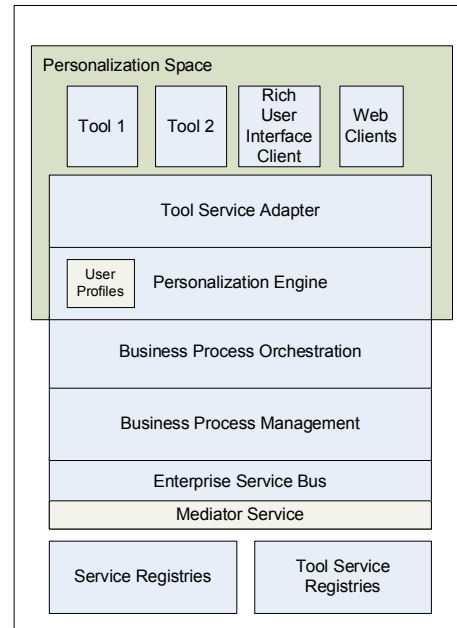 Personalization Space
Tool 1
Tool 2
Rich
User
Interface
Client
Web
Clients
Tool Service Adapter
User
Profiles
Personalization Engine
Business Process Orchestration
Business Process Management
Enterprise Service Bus
Mediator Service
Service Registries
Tool Service
Registries